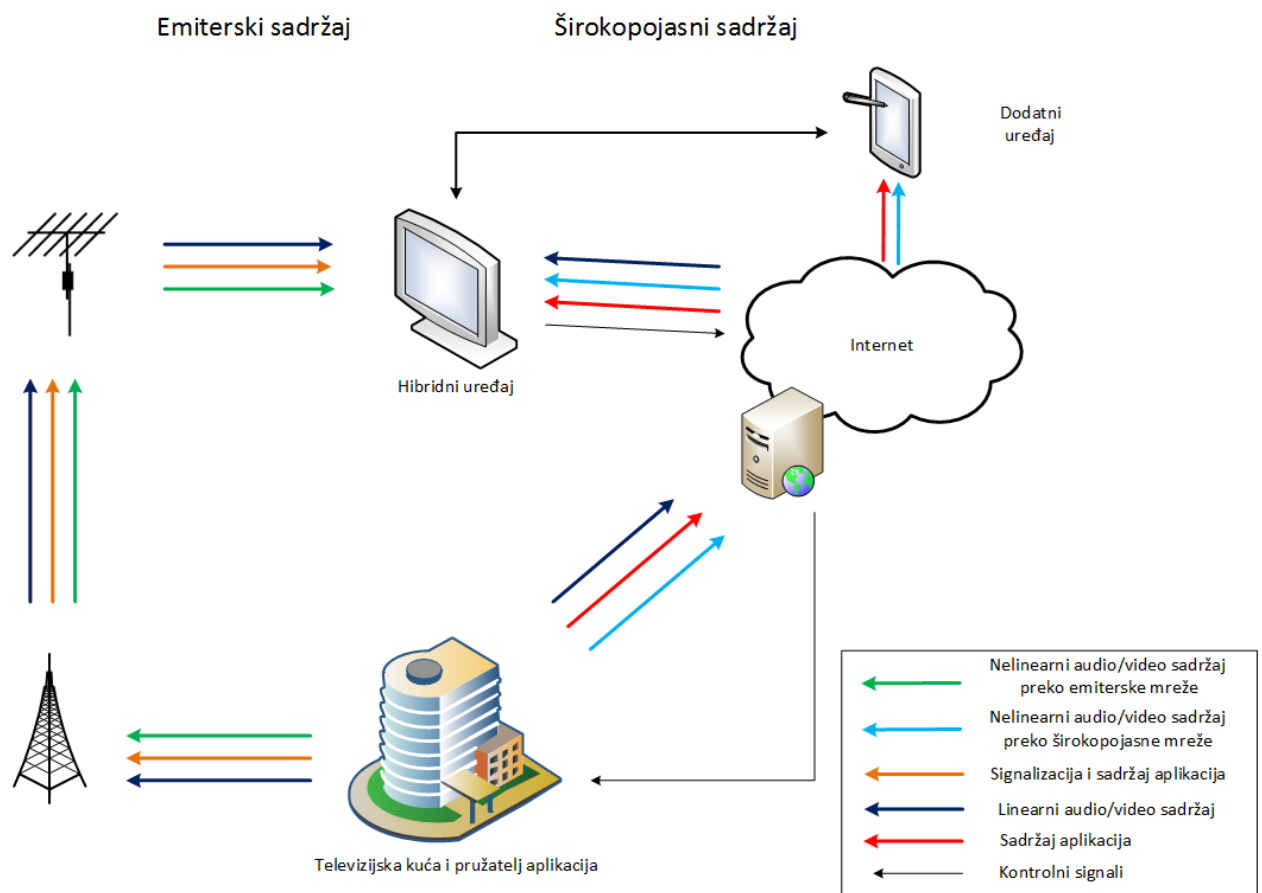 Emiterski sadržaj
Širokopojasni sadržaj
Dodatni
uređaj
Internet
Hibridni uređaj
Televizijska kuća i pružatelj aplikacija
Nelinearni audio/video sadržaj
preko emiterske mreže
Nelinearni audio/video sadržaj
preko širokopojasne mreže
Signalizacija i sadržaj aplikacija
Linearni audio/video sadržaj
Sadržaj aplikacija
Kontrolni signali